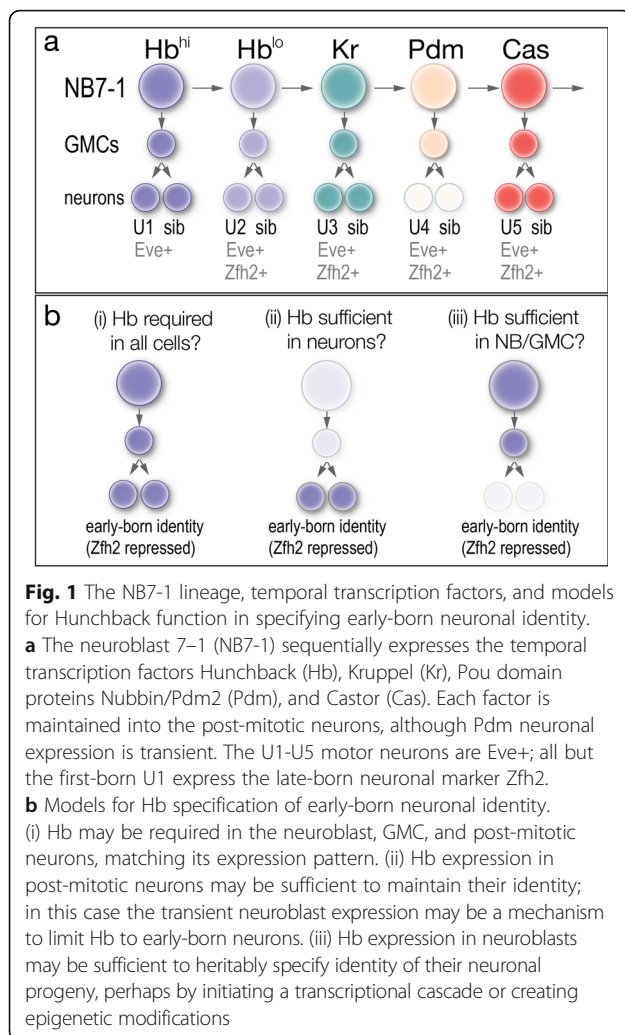 a
Hbhi Hblo Kr Pdm Cas
NB7-1
GMCs
neurons
U1 sib U2 sib U3 sib U4 sib U5 sib
Eve+ Eve+ Eve+ Eve+ Eve+
Zfh2+ Zfh2+ Zfh2+ Zfh2+
b
(i) Hb required in all cells?
(ii) Hb sufficient in neurons?
(iii) Hb sufficient in NB/GMC?
early-born identity (Zfh2 repressed)
early-born identity (Zfh2 repressed)
early-born identity (Zfh2 repressed)
Fig. 1 The NB7-1 lineage, temporal transcription factors, and models
for Hunchback function in specifying early-born neuronal identity.
a The neuroblast 7–1 (NB7-1) sequentially expresses the temporal
transcription factors Hunchback (Hb), Kruppel (Kr), Pou domain
proteins Nubbin/Pdm2 (Pdm), and Castor (Cas). Each factor is
maintained into the post-mitotic neurons, although Pdm neuronal
expression is transient. The U1-U5 motor neurons are Eve+; all but
the first-born U1 express the late-born neuronal marker Zfh2.
b Models for Hb specification of early-born neuronal identity.
(i) Hb may be required in the neuroblast, GMC, and post-mitotic
neurons, matching its expression pattern. (ii) Hb expression in
post-mitotic neurons may be sufficient to maintain their identity;
in this case the transient neuroblast expression may be a mechanism
to limit Hb to early-born neurons. (iii) Hb expression in neuroblasts
may be sufficient to heritably specify identity of their neuronal
progeny, perhaps by initiating a transcriptional cascade or creating
epigenetic modifications